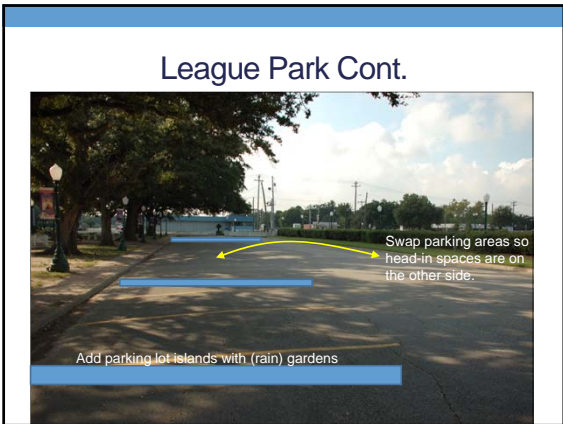 League Park Cont.
Swap parking areas so
head-in spaces are on
the other side.
Add parking lot islands with (rain) gardens